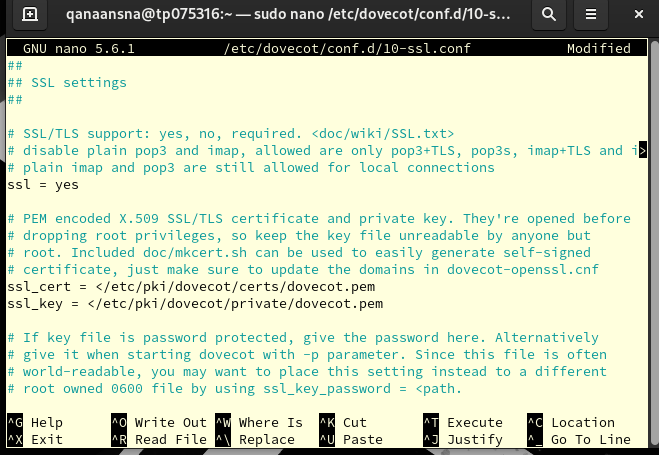 qanaansna@tp075316:~ — sudo nano /etc/dovecot/conf.d/10-s...
GNU nano 5.6.1 /etc/dovecot/conf.d/10-ssl.conf Modified
##
## SSL settings
##
# SSL/TLS support: yes, no, required. <doc/wiki/SSL.txt>
# disable plain pop3 and imap, allowed are only pop3+TLS, pop3s, imap+TLS and i>
# plain imap and pop3 are still allowed for local connections
ssl = yes
# PEM encoded X.509 SSL/TLS certificate and private key. They're opened before
# dropping root privileges, so keep the key file unreadable by anyone but
# root. Included doc/mkcert.sh can be used to easily generate self-signed
# certificate, just make sure to update the domains in dovecot-openssl.cnf
ssl_cert = </etc/pki/dovecot/certs/dovecot.pem
ssl_key = </etc/pki/dovecot/private/dovecot.pem
# If key file is password protected, give the password here. Alternatively
# give it when starting dovecot with -p parameter. Since this file is often
# world-readable, you may want to place this setting instead to a different
# root owned 0600 file by using ssl_key_password = <path.
^G Help ^O Write Out ^W Where Is ^K Cut ^T Execute ^C Location
^X Exit ^R Read File ^\ Replace ^U Paste ^J Justify ^_ Go To Line